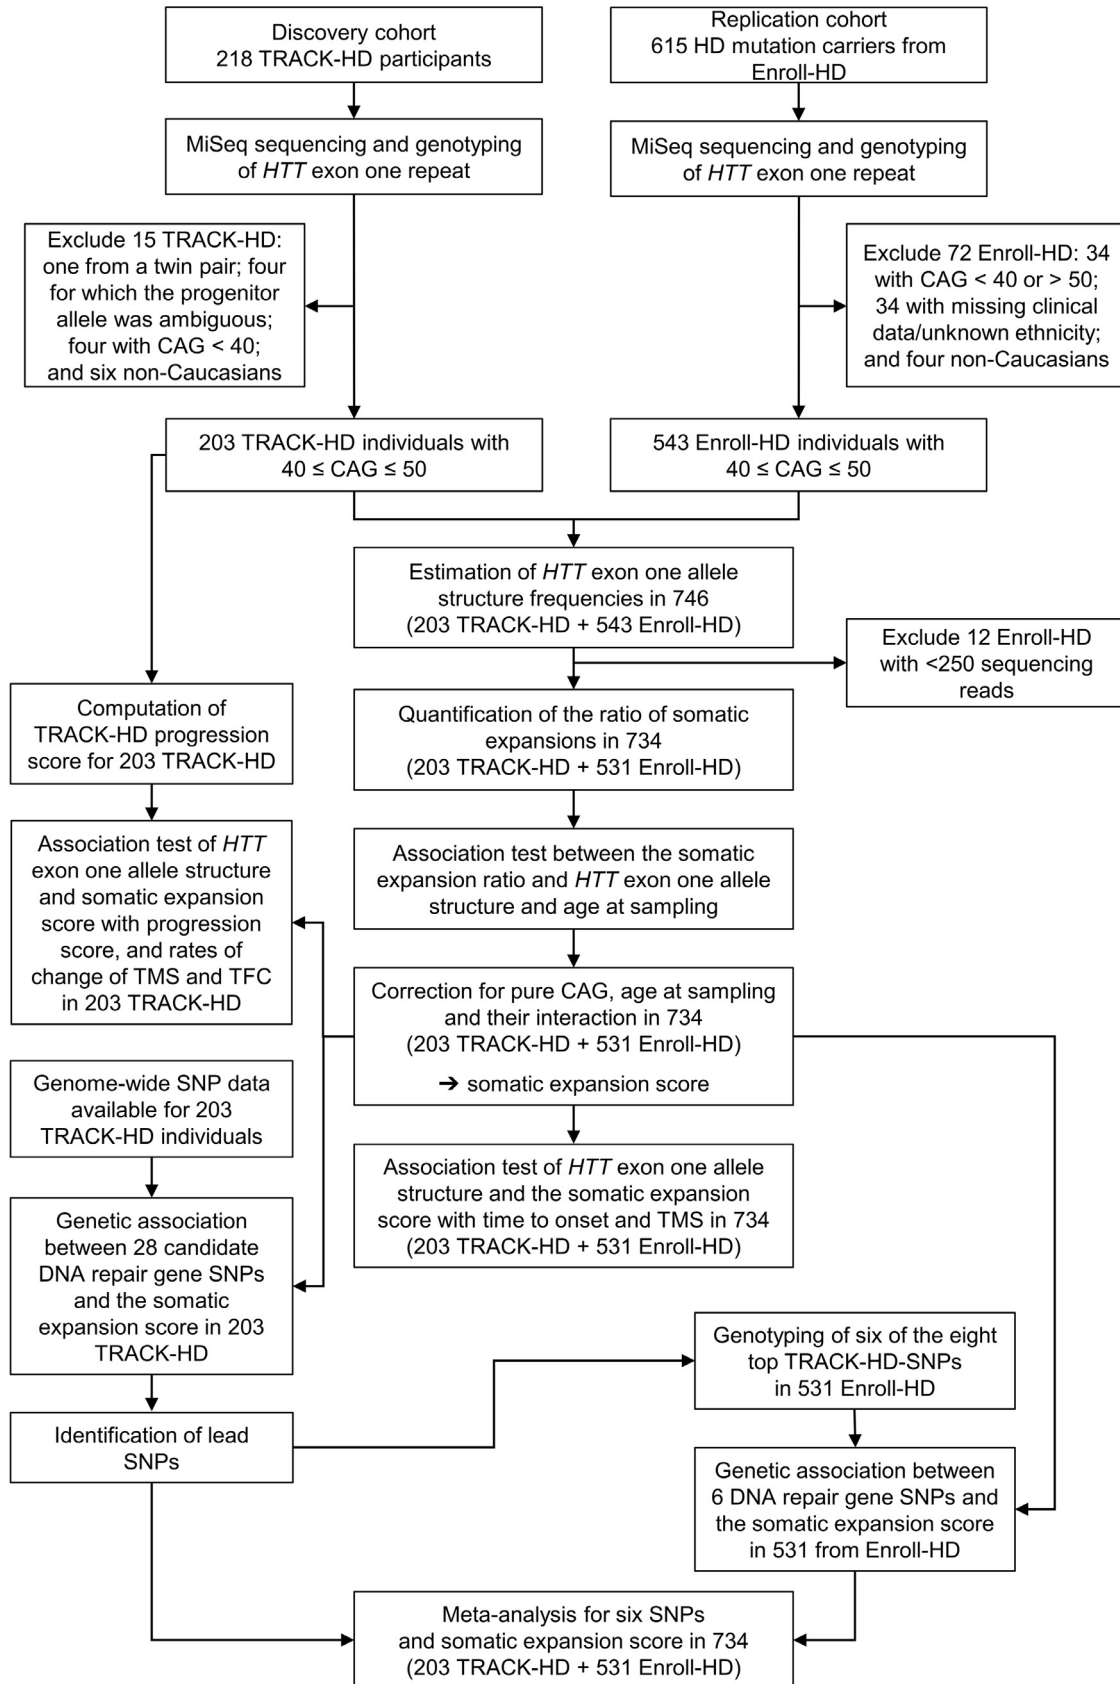 Discovery cohort
218 TRACK-HD participants
Replication cohort
615 HD mutation carriers from
Enroll-HD
MiSeq sequencing and genotyping
of HTT exon one repeat
MiSeq sequencing and genotyping
of HTT exon one repeat
Exclude 15 TRACK-HD:
one from a twin pair; four
for which the progenitor
allele was ambiguous;
four with CAG < 40;
and six non-Caucasians
Exclude 72 Enroll-HD: 34
with CAG < 40 or > 50;
34 with missing clinical
data/unknown ethnicity;
and four non-Caucasians
203 TRACK-HD individuals with
40 ≤ CAG ≤ 50
543 Enroll-HD individuals with
40 ≤ CAG ≤ 50
Estimation of HTT exon one allele
structure frequencies in 746
(203 TRACK-HD + 543 Enroll-HD)
Exclude 12 Enroll-HD
with <250 sequencing
reads
Computation of
TRACK-HD progression
score for 203 TRACK-HD
Quantification of the ratio of somatic
expansions in 734
(203 TRACK-HD + 531 Enroll-HD)
Association test of HTT
exon one allele structure
and somatic expansion
score with progression
score, and rates of
change of TMS and TFC
in 203 TRACK-HD
Association test between the somatic
expansion ratio and HTT exon one allele
structure and age at sampling
Correction for pure CAG, age at sampling
and their interaction in 734
(203 TRACK-HD + 531 Enroll-HD)
➔ somatic expansion score
Genome-wide SNP data
available for 203
TRACK-HD individuals
Association test of HTT exon one allele
structure and the somatic expansion
score with time to onset and TMS in 734
(203 TRACK-HD + 531 Enroll-HD)
Genetic association
between 28 candidate
DNA repair gene SNPs
and the somatic
expansion score in 203
TRACK-HD
Genotyping of six of the eight
top TRACK-HD-SNPs
in 531 Enroll-HD
Identification of lead
SNPs
Genetic association between
6 DNA repair gene SNPs and
the somatic expansion score
in 531 from Enroll-HD
Meta-analysis for six SNPs
and somatic expansion score in 734
(203 TRACK-HD + 531 Enroll-HD)